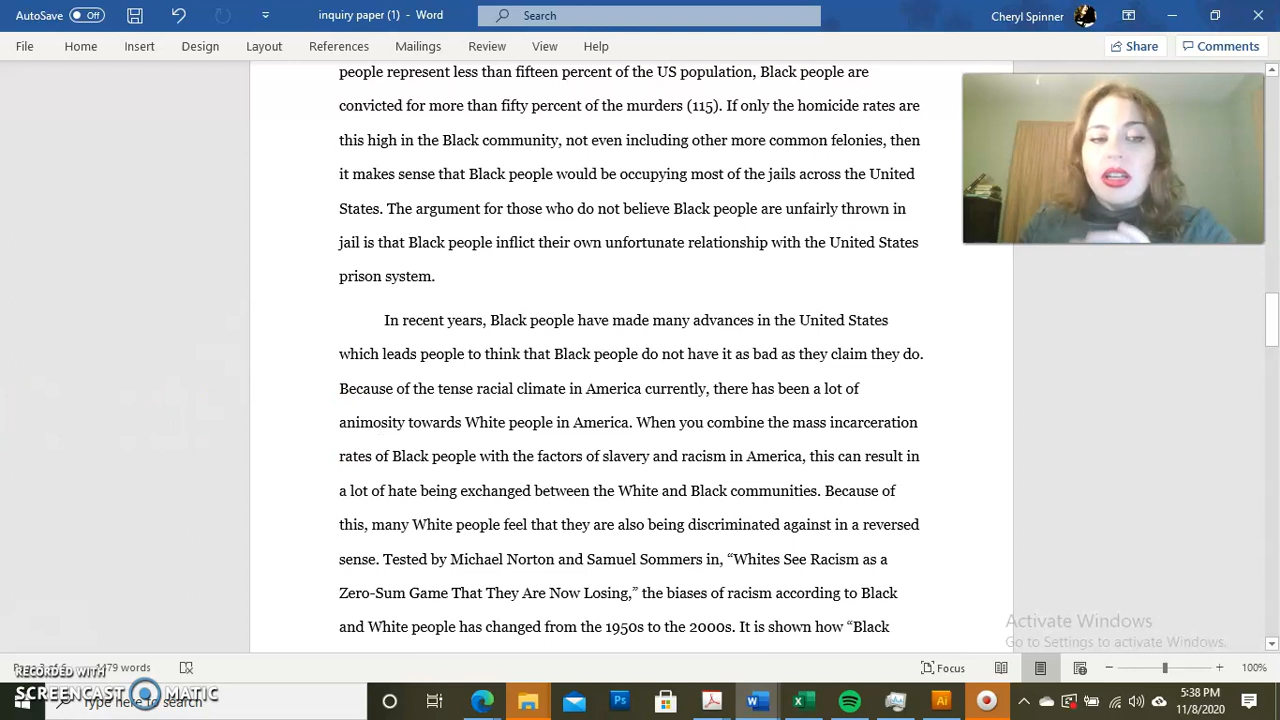 AutoSave Off inquiry paper (1) - Word Search Cheryl Spinner
File Home Insert Design Layout References Mailings Review View Help Share Comments
people represent less than fifteen percent of the US population, Black people are
convicted for more than fifty percent of the murders (115). If only the homicide rates are
this high in the Black community, not even including other more common felonies, then
it makes sense that Black people would be occupying most of the jails across the United
States. The argument for those who do not believe Black people are unfairly thrown in
jail is that Black people inflict their own unfortunate relationship with the United States
prison system.
In recent years, Black people have made many advances in the United States
which leads people to think that Black people do not have it as bad as they claim they do.
Because of the tense racial climate in America currently, there has been a lot of
animosity towards White people in America. When you combine the mass incarceration
rates of Black people with the factors of slavery and racism in America, this can result in
a lot of hate being exchanged between the White and Black communities. Because of
this, many White people feel that they are also being discriminated against in a reversed
sense. Tested by Michael Norton and Samuel Sommers in, “Whites See Racism as a
Zero-Sum Game That They Are Now Losing,” the biases of racism according to Black
and White people has changed from the 1950s to the 2000s. It is shown how “Black
Activate Windows
Go to Settings to activate Windows.
words Focus 100%
RECORDED WITH
SCREENCAST MATIC
Type here to search
5:38 PM
11/8/2020